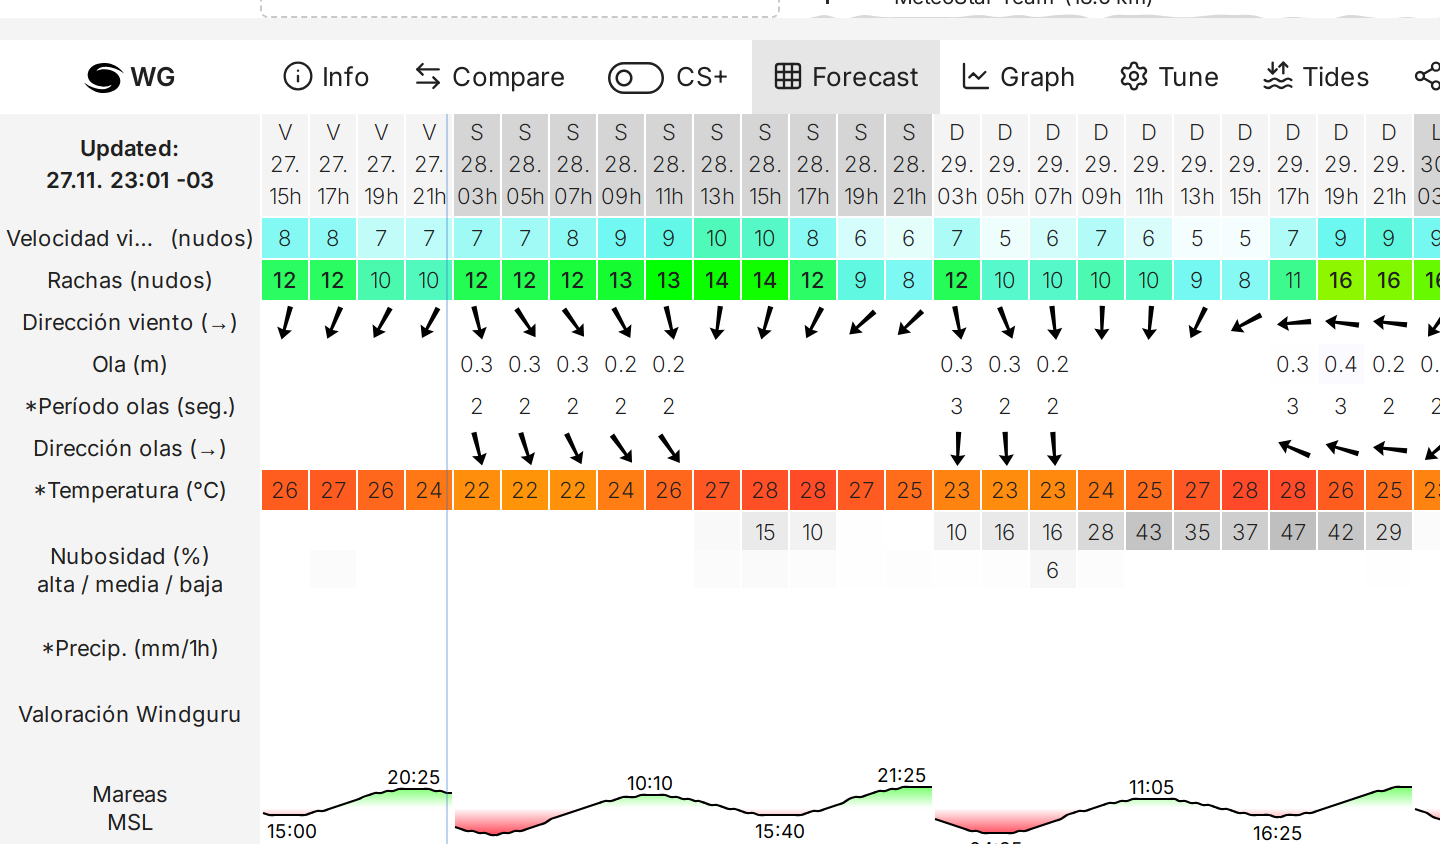 WG Info Compare CS+ Forecast Graph Tune Tides
Updated:
27.11. 23:01 -03
V V V V S S S S S S S S S S D D D D D D D D D D L
27. 27. 27. 27. 28. 28. 28. 28. 28. 28. 28. 28. 28. 28. 29. 29. 29. 29. 29. 29. 29. 29. 29. 29. 30
15h 17h 19h 21h 03h 05h 07h 09h 11h 13h 15h 17h 19h 21h 03h 05h 07h 09h 11h 13h 15h 17h 19h 21h 03
Velocidad vi... (nudos) 8 8 7 7 7 7 8 9 9 10 10 8 6 6 7 5 6 7 6 5 5 7 9 9 9
Rachas (nudos) 12 12 10 10 12 12 12 13 13 14 14 12 9 8 12 10 10 10 10 9 8 11 16 16 16
Dirección viento (→)
Ola (m) 0.3 0.3 0.3 0.2 0.2 0.3 0.3 0.2 0.3 0.4 0.2 0.
*Período olas (seg.) 2 2 2 2 2 3 2 2 3 3 2 2
Dirección olas (→)
*Temperatura (°C) 26 27 26 24 22 22 22 24 26 27 28 28 27 25 23 23 23 24 25 27 28 28 26 25 23
15 10 10 16 16 28 43 35 37 47 42 29
Nubosidad (%)
6
alta / media / baja
*Precip. (mm/1h)
Valoración Windguru
20:25 10:10 21:25 11:05
Mareas
MSL
15:00 15:40 16:25